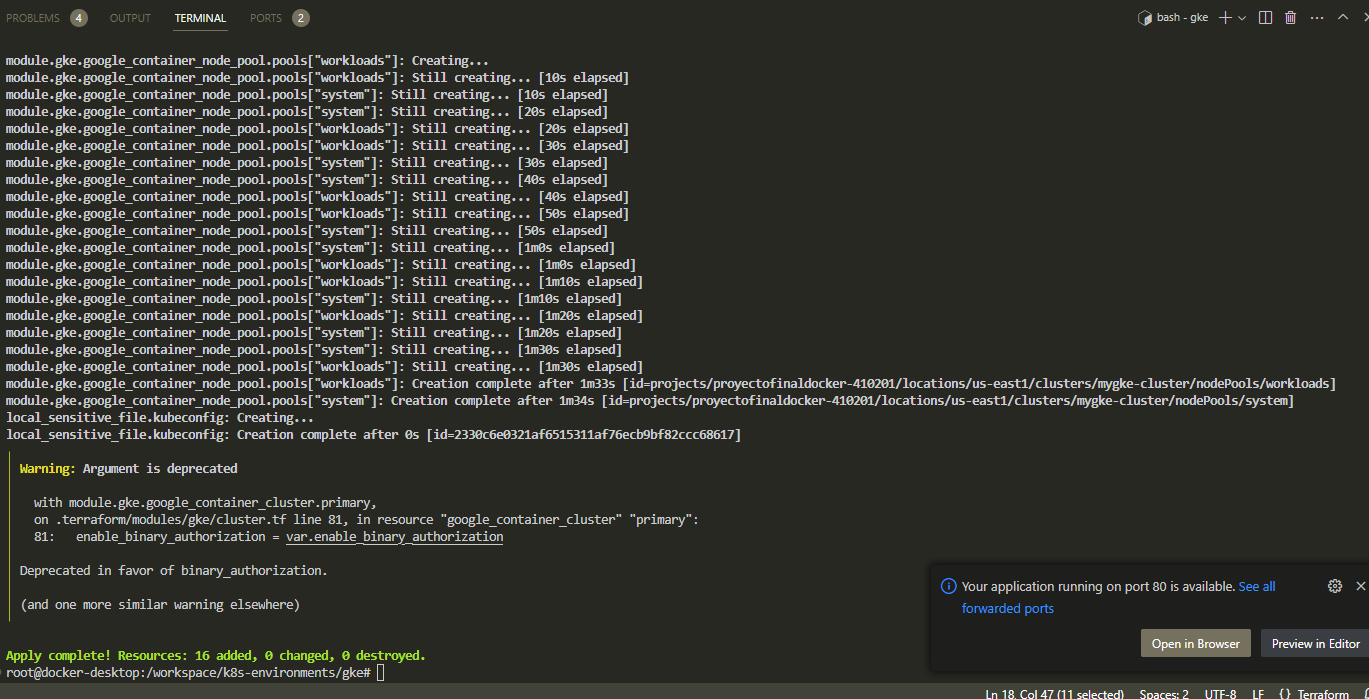 PROBLEMS 4 OUTPUT TERMINAL PORTS 2 bash - gke
module.gke.google_container_node_pool.pools["workloads"]: Creating...
module.gke.google_container_node_pool.pools["workloads"]: Still creating... [10s elapsed]
module.gke.google_container_node_pool.pools["system"]: Still creating... [10s elapsed]
module.gke.google_container_node_pool.pools["system"]: Still creating... [20s elapsed]
module.gke.google_container_node_pool.pools["workloads"]: Still creating... [20s elapsed]
module.gke.google_container_node_pool.pools["workloads"]: Still creating... [30s elapsed]
module.gke.google_container_node_pool.pools["system"]: Still creating... [30s elapsed]
module.gke.google_container_node_pool.pools["system"]: Still creating... [40s elapsed]
module.gke.google_container_node_pool.pools["workloads"]: Still creating... [40s elapsed]
module.gke.google_container_node_pool.pools["workloads"]: Still creating... [50s elapsed]
module.gke.google_container_node_pool.pools["system"]: Still creating... [50s elapsed]
module.gke.google_container_node_pool.pools["system"]: Still creating... [1m0s elapsed]
module.gke.google_container_node_pool.pools["workloads"]: Still creating... [1m0s elapsed]
module.gke.google_container_node_pool.pools["workloads"]: Still creating... [1m10s elapsed]
module.gke.google_container_node_pool.pools["system"]: Still creating... [1m10s elapsed]
module.gke.google_container_node_pool.pools["workloads"]: Still creating... [1m20s elapsed]
module.gke.google_container_node_pool.pools["system"]: Still creating... [1m20s elapsed]
module.gke.google_container_node_pool.pools["system"]: Still creating... [1m30s elapsed]
module.gke.google_container_node_pool.pools["workloads"]: Still creating... [1m30s elapsed]
module.gke.google_container_node_pool.pools["workloads"]: Creation complete after 1m33s [id=projects/proyectofinaldocker-410201/locations/us-east1/clusters/mygke-cluster/nodePools/workloads]
module.gke.google_container_node_pool.pools["system"]: Creation complete after 1m34s [id=projects/proyectofinaldocker-410201/locations/us-east1/clusters/mygke-cluster/nodePools/system]
local_sensitive_file.kubeconfig: Creating...
local_sensitive_file.kubeconfig: Creation complete after 0s [id=2330c6e0321af6515311af76ecb9bf82ccc68617]
Warning: Argument is deprecated
with module.gke.google_container_cluster.primary,
on .terraform/modules/gke/cluster.tf line 81, in resource "google_container_cluster" "primary":
81: enable_binary_authorization = var.enable_binary_authorization
Deprecated in favor of binary_authorization.
(and one more similar warning elsewhere)
Your application running on port 80 is available. See all
forwarded ports
Open in Browser Preview in Editor
Apply complete! Resources: 16 added, 0 changed, 0 destroyed.
root@docker-desktop:/workspace/k8s-environments/gke#
Ln 18, Col 47 (11 selected) Spaces: 2 UTF-8 LF {} Terraform